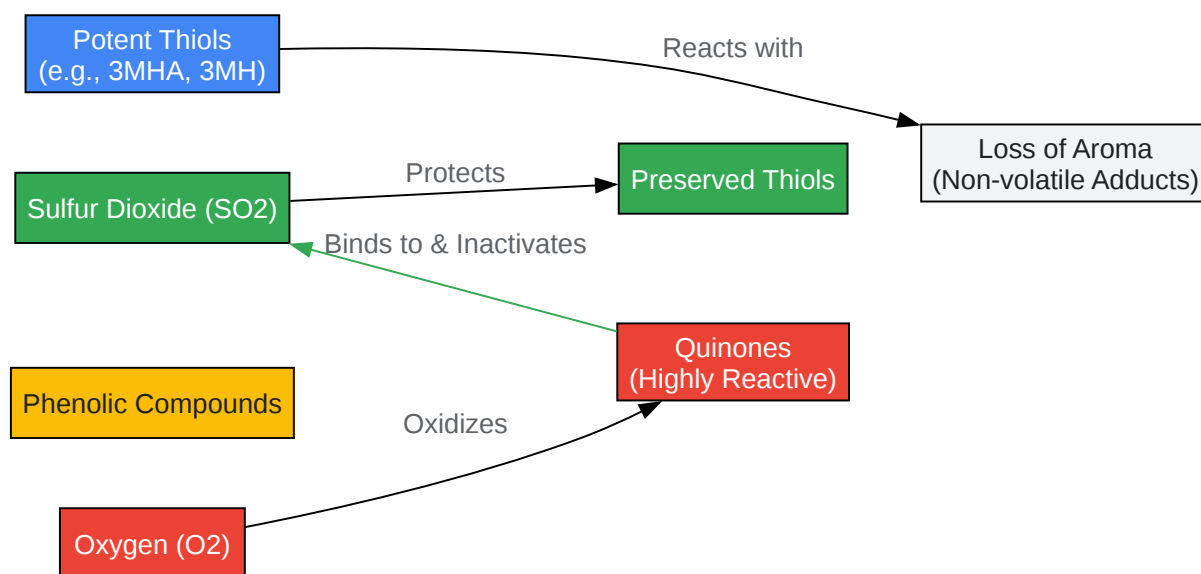 Potent Thiols
(e.g., 3MHA, 3MH)
Reacts with
Loss of Aroma
(Non-volatile Adducts)
Protects
Preserved Thiols
Sulfur Dioxide (SO2)
Binds to & Inactivates
Quinones
(Highly Reactive)
Phenolic Compounds
Oxidizes
Oxygen (O2)